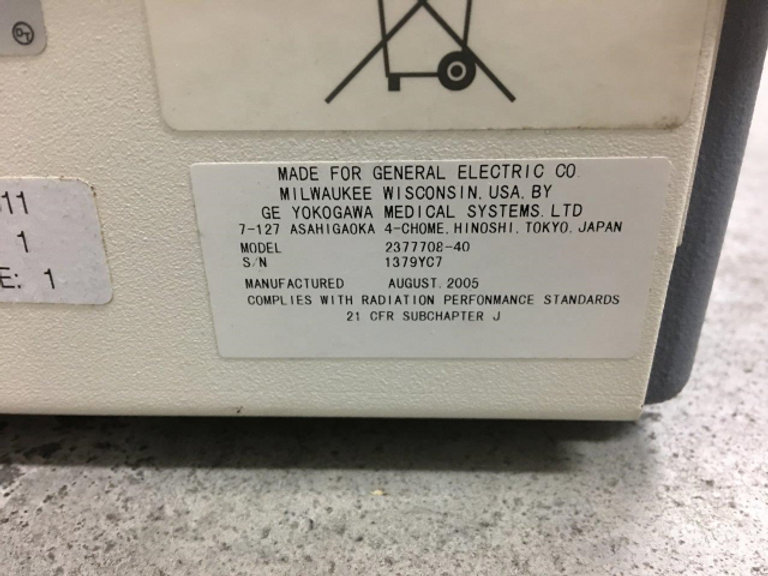 MADE FOR GENERAL ELECTRIC CO.
MILWAUKEE WISCONSIN, USA, BY
GE YOKOGAWA MEDICAL SYSTEMS. LTD
7-127 ASAHIGAOKA 4-CHOME, HINOSHI, TOKYO, JAPAN
MODEL 2377708-40
S/N 1379YC7
MANUFACTURED AUGUST. 2005
COMPLIES WITH RADIATION PERFONMANCE STANDARDS
21 CFR SUBCHAPTER J
11
1
E: 1
DT